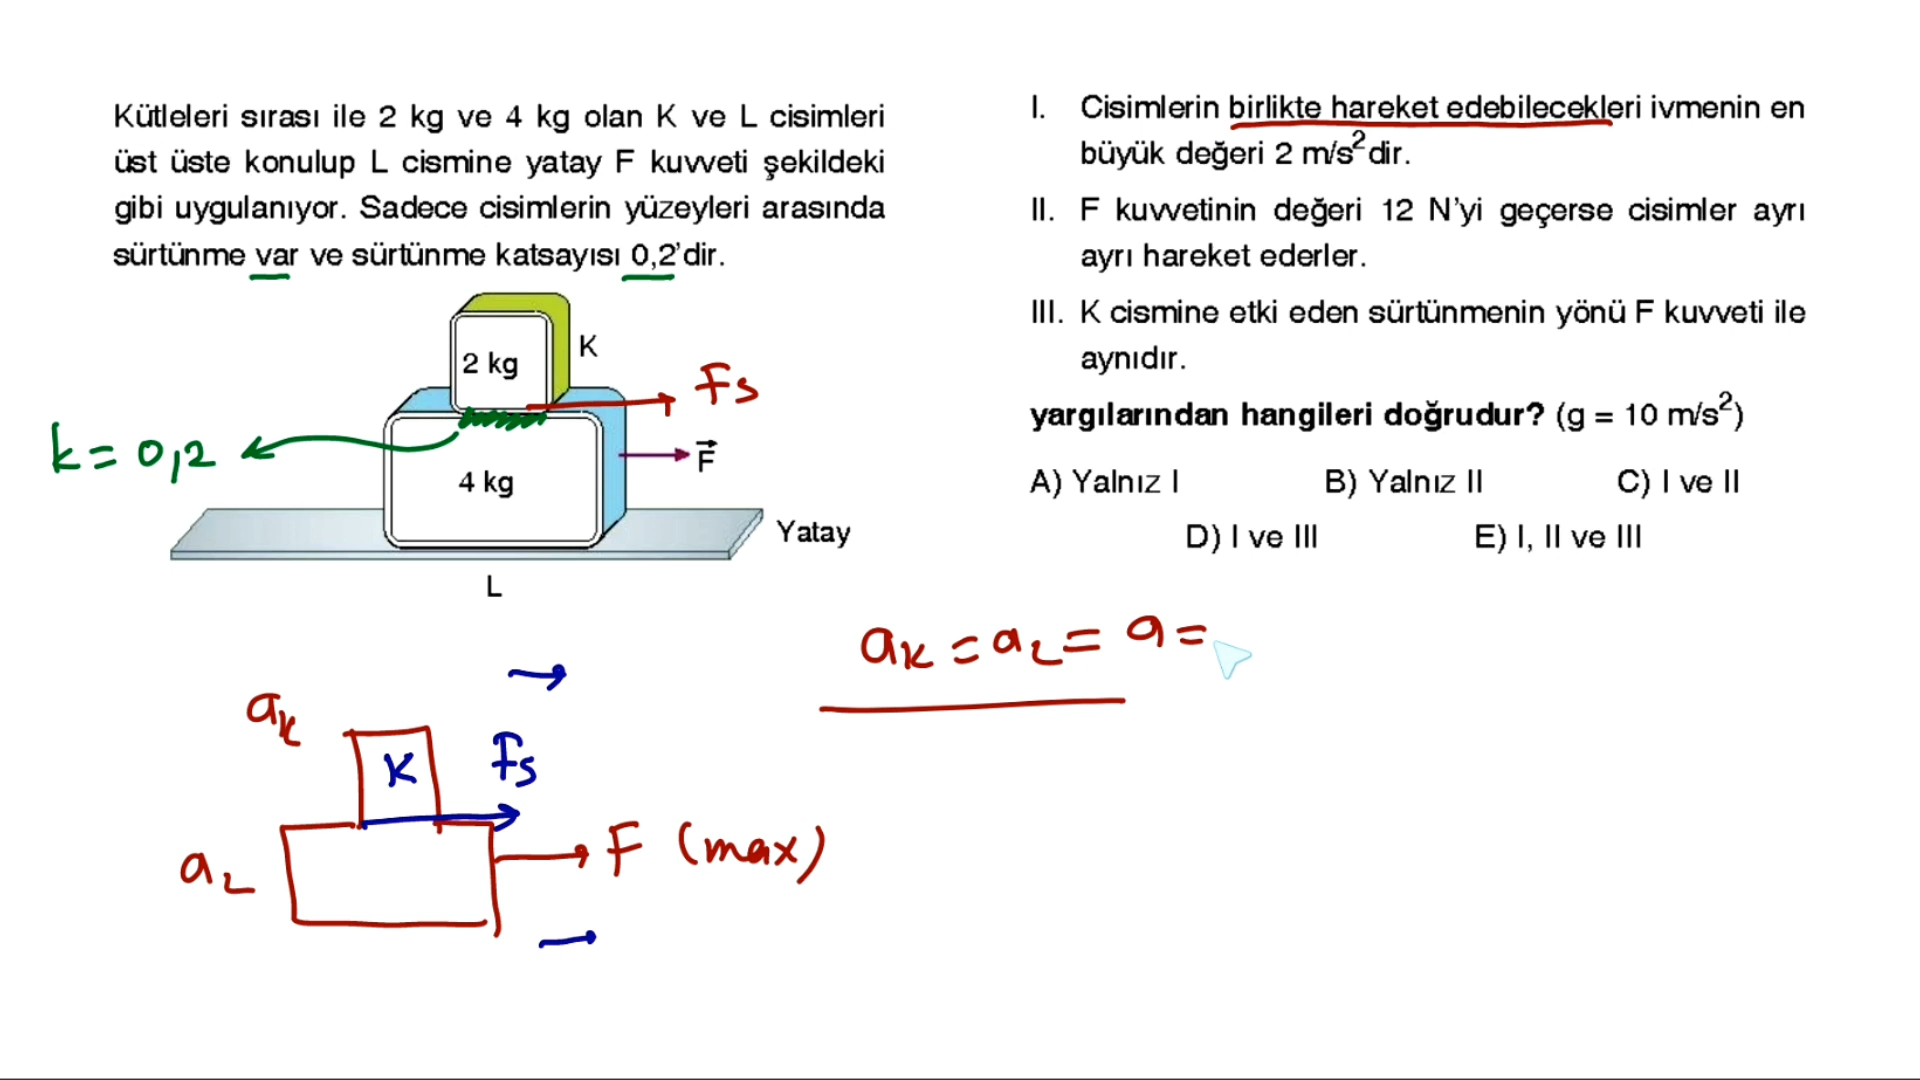 Kütleleri sırası ile 2 kg ve 4 kg olan K ve L cisimleri
üst üste konulup L cismine yatay F kuvveti şekildeki
gibi uygulanıyor. Sadece cisimlerin yüzeyleri arasında
sürtünme var ve sürtünme katsayısı 0,2'dir.
K
2 kg
Fs
k = 0,2
F
4 kg
Yatay
L
I. Cisimlerin birlikte hareket edebilecekleri ivmenin en
büyük değeri 2 m/s² dir.
II. F kuvvetinin değeri 12 N'yi geçerse cisimler ayrı
ayrı hareket ederler.
III. K cismine etki eden sürtünmenin yönü F kuvveti ile
aynıdır.
yargılarından hangileri doğrudur? (g = 10 m/s²)
A) Yalnız I B) Yalnız II C) I ve II
D) I ve III E) I, II ve III
aK = aL = a =
aK
K
Fs
aL
F (max)